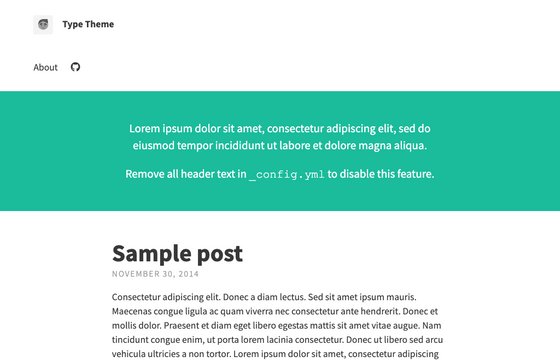 Type Theme
About
Lorem ipsum dolor sit amet, consectetur adipiscing elit, sed do
eiusmod tempor incididunt ut labore et dolore magna aliqua.
Remove all header text in _config.yml to disable this feature.
Sample post
NOVEMBER 30, 2014
Consectetur adipiscing elit. Donec a diam lectus. Sed sit amet ipsum mauris.
Maecenas congue ligula ac quam viverra nec consectetur ante hendrerit. Donec et
mollis dolor. Praesent et diam eget libero egestas mattis sit amet vitae augue. Nam
tincidunt congue enim, ut porta lorem lacinia consectetur. Donec ut libero sed arcu
vehicula ultricies a non tortor. Lorem ipsum dolor sit amet, consectetur adipiscing